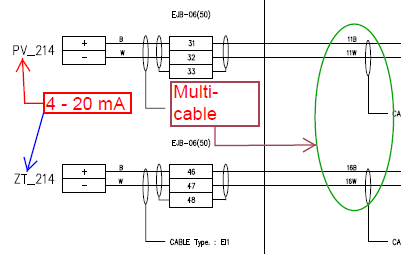 EJB-06(50)
+ B 31 11B
PV_214
- W 32 11W
33
4 - 20 mA
Multi-
cable
CA
EJB-06(50)
+ B 46 16B
ZT_214
- W 47 16W
48
CABLE Type. : EI1
CA